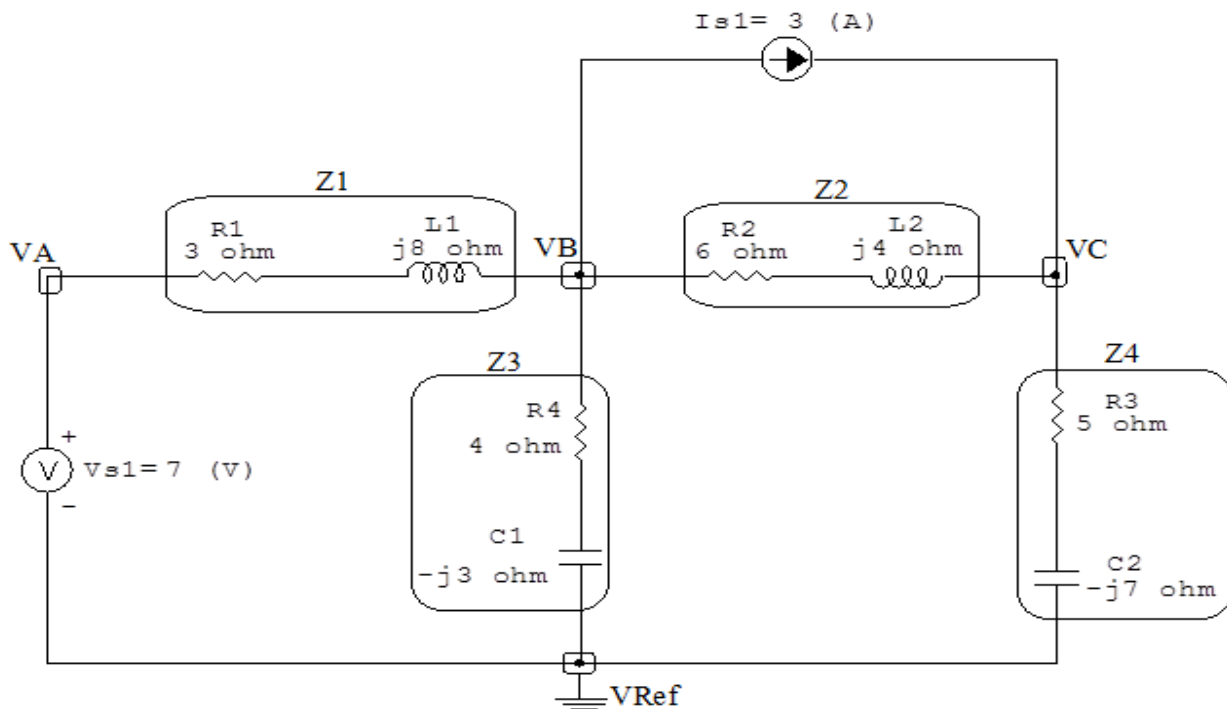 Is1= 3 (A)
Z1
Z2
R1
3 ohm
L1
j8 ohm
R2
6 ohm
L2
j4 ohm
VA
VB
VC
Z3
Z4
R4
4 ohm
R3
5 ohm
+
V
Vs1= 7 (V)
-
C1
-j3 ohm
C2
-j7 ohm
VRef